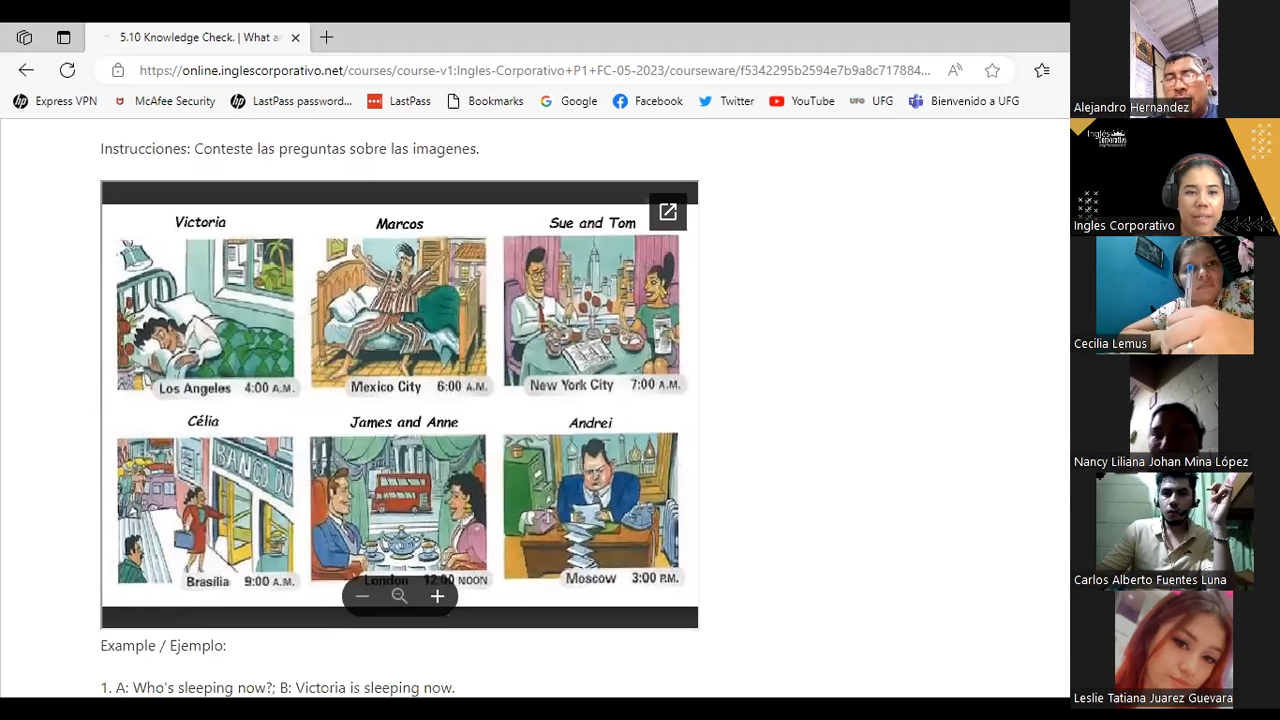 5.10 Knowledge Check. | What a
https://online.inglescorporativo.net/courses/course-v1:Ingles-Corporativo+P1+FC-05-2023/courseware/f5342295b2594e7b9a8c717884...
Express VPN McAfee Security LastPass password... LastPass Bookmarks Google Facebook Twitter YouTube UFG Bienvenido a UFG
Instrucciones: Conteste las preguntas sobre las imagenes.
Victoria Marcos Sue and Tom
Los Angeles 4:00 A.M. Mexico City 6:00 A.M. New York City 7:00 A.M.
Célia James and Anne Andrei
BANCO DU
Brasília 9:00 A.M. London 12:00 NOON Moscow 3:00 P.M.
Example / Ejemplo:
1. A: Who's sleeping now?; B: Victoria is sleeping now.
Alejandro Hernandez
Inglés
Corporativo
Ingles Corporativo
Cecilia Lemus
Nancy Liliana Johan Mina López
Carlos Alberto Fuentes Luna
Leslie Tatiana Juarez Guevara